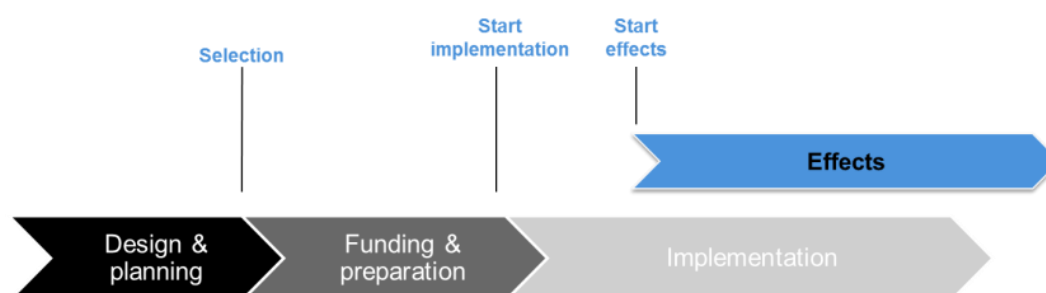 Selection
Start
implementation
Start
effects
Effects
Design &
planning
Funding &
preparation
Implementation